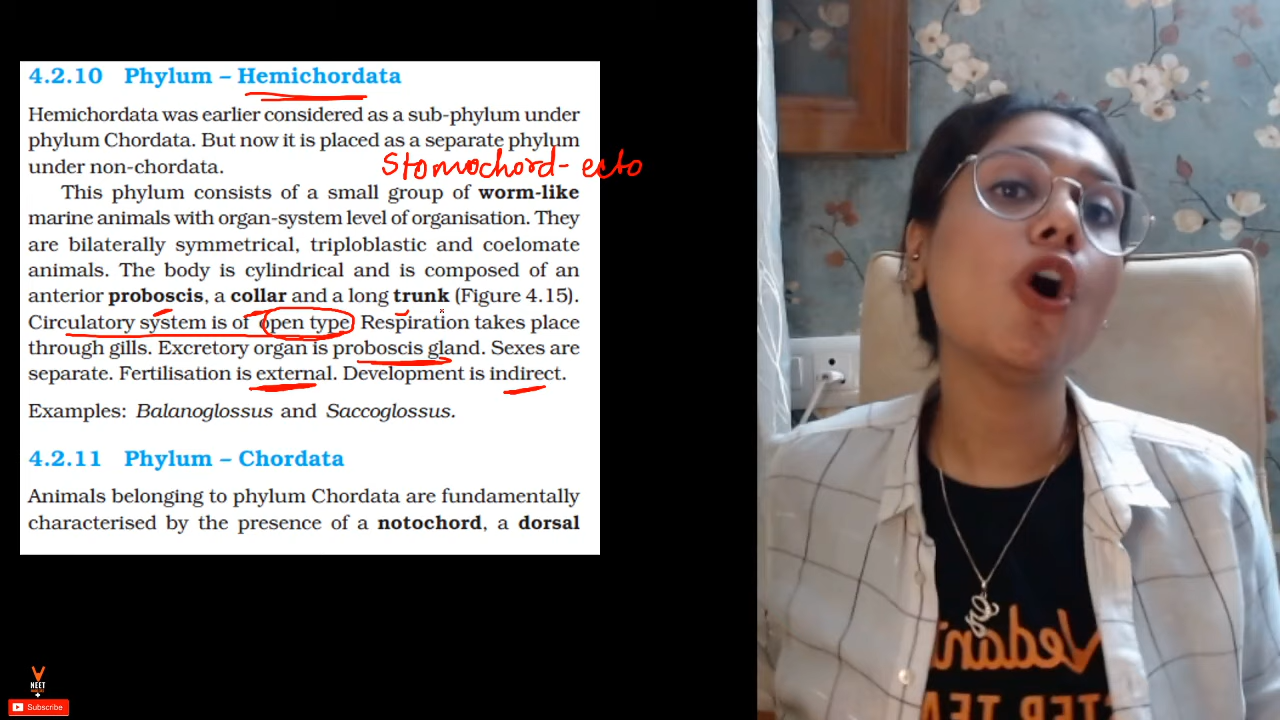 4.2.10 Phylum – Hemichordata
Hemichordata was earlier considered as a sub-phylum under
phylum Chordata. But now it is placed as a separate phylum
under non-chordata.
Stomochord- ecto
This phylum consists of a small group of worm-like
marine animals with organ-system level of organisation. They
are bilaterally symmetrical, triploblastic and coelomate
animals. The body is cylindrical and is composed of an
anterior proboscis, a collar and a long trunk (Figure 4.15).
Circulatory system is of open type. Respiration takes place
through gills. Excretory organ is proboscis gland. Sexes are
separate. Fertilisation is external. Development is indirect.
Examples: Balanoglossus and Saccoglossus.
4.2.11 Phylum – Chordata
Animals belonging to phylum Chordata are fundamentally
characterised by the presence of a notochord, a dorsal
NEET
Subscribe